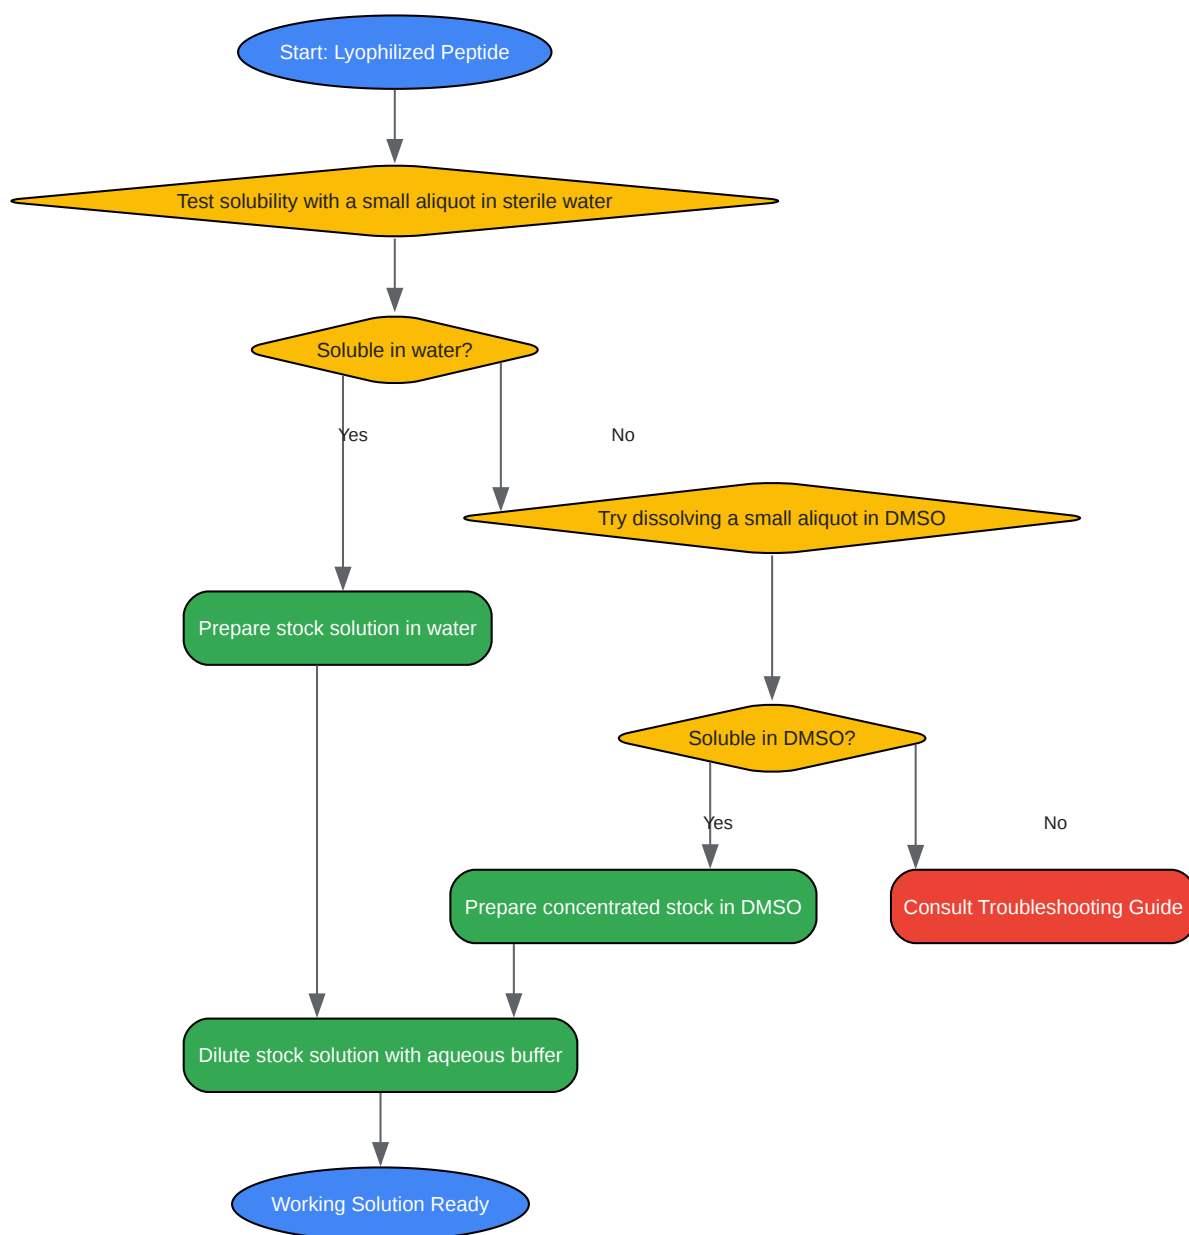 Start: Lyophilized Peptide
Test solubility with a small aliquot in sterile water
Soluble in water?
Yes
No
Try dissolving a small aliquot in DMSO
Prepare stock solution in water
Soluble in DMSO?
Yes
No
Prepare concentrated stock in DMSO
Consult Troubleshooting Guide
Dilute stock solution with aqueous buffer
Working Solution Ready